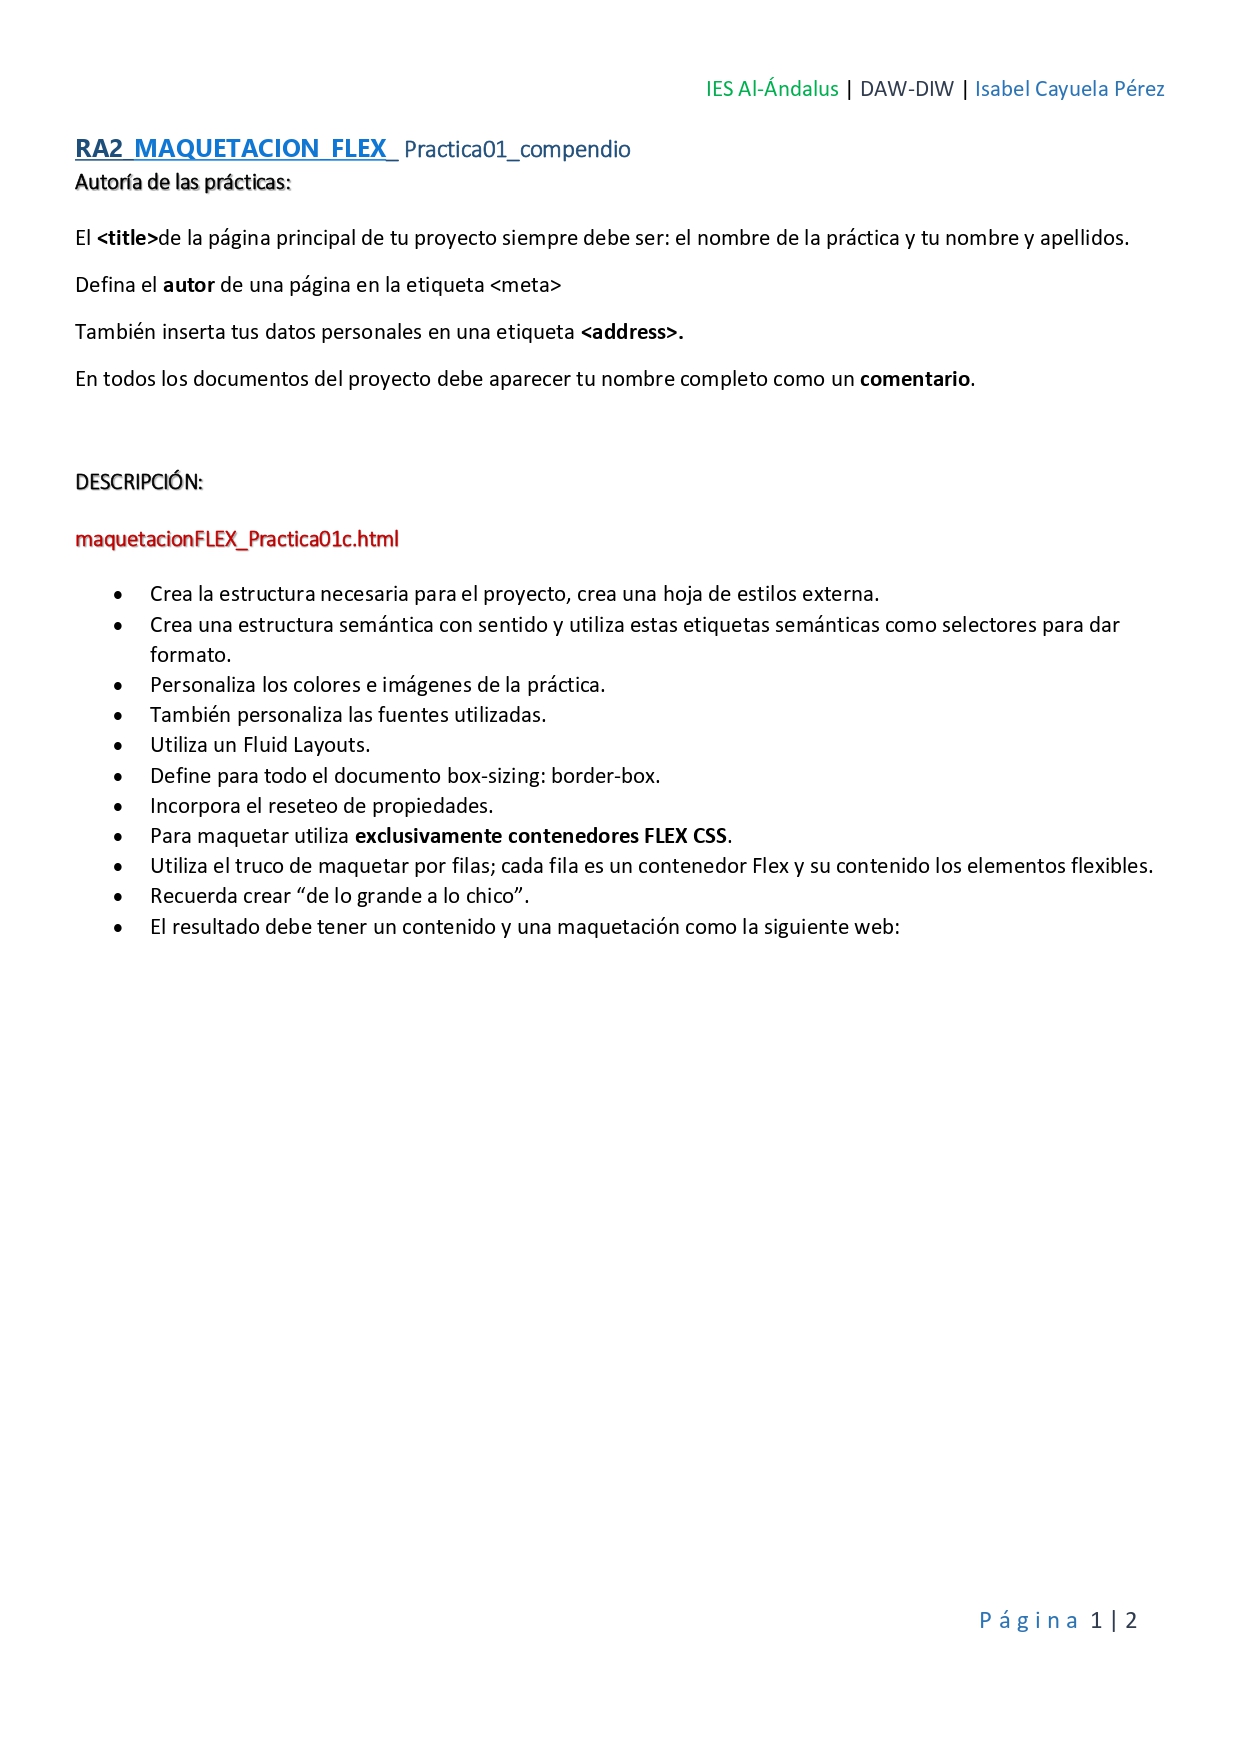 IES Al-Ándalus | DAW-DIW | Isabel Cayuela Pérez
RA2_MAQUETACION_FLEX_ Practica01_compendio
Autoría de las prácticas:
El <title>de la página principal de tu proyecto siempre debe ser: el nombre de la práctica y tu nombre y apellidos.
Defina el autor de una página en la etiqueta <meta>
También inserta tus datos personales en una etiqueta <address>.
En todos los documentos del proyecto debe aparecer tu nombre completo como un comentario.
DESCRIPCIÓN:
maquetacionFLEX_Practica01c.html
• Crea la estructura necesaria para el proyecto, crea una hoja de estilos externa.
• Crea una estructura semántica con sentido y utiliza estas etiquetas semánticas como selectores para dar
formato.
• Personaliza los colores e imágenes de la práctica.
• También personaliza las fuentes utilizadas.
• Utiliza un Fluid Layouts.
• Define para todo el documento box-sizing: border-box.
• Incorpora el reseteo de propiedades.
• Para maquetar utiliza exclusivamente contenedores FLEX CSS.
• Utiliza el truco de maquetar por filas; cada fila es un contenedor Flex y su contenido los elementos flexibles.
• Recuerda crear “de lo grande a lo chico”.
• El resultado debe tener un contenido y una maquetación como la siguiente web:
Página 1 | 2